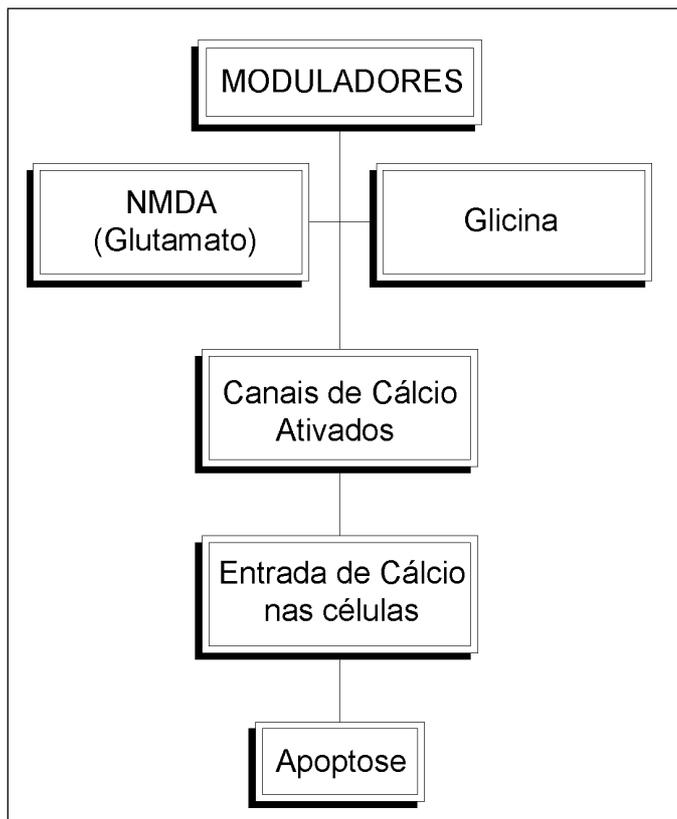 MODULADORES
NMDA
(Glutamato)
Glicina
Canais de Cálcio
Ativados
Entrada de Cálcio
nas células
Apoptose